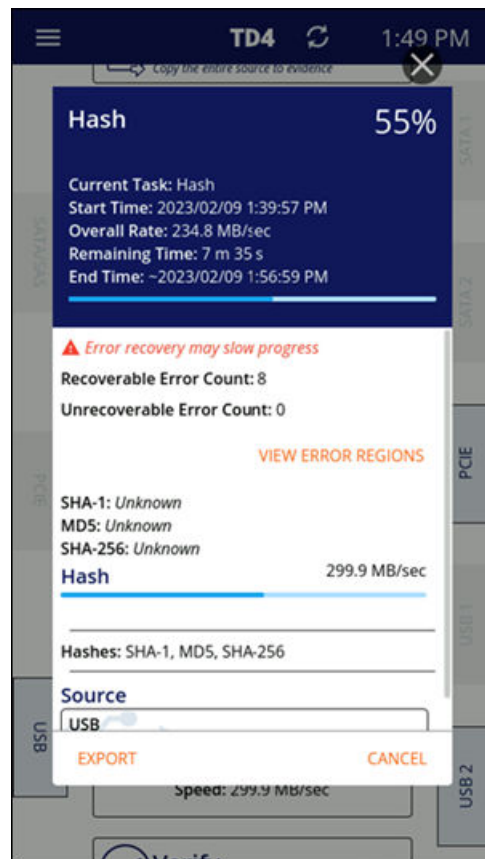 TD4
1:49 PM
Copy the entire source to evidence
Hash
55%
Current Task: Hash
Start Time: 2023/02/09 1:39:57 PM
Overall Rate: 234.8 MB/sec
Remaining Time: 7 m 35 s
End Time: ~2023/02/09 1:56:59 PM
Error recovery may slow progress
Recoverable Error Count: 8
Unrecoverable Error Count: 0
VIEW ERROR REGIONS
SHA-1: Unknown
MD5: Unknown
SHA-256: Unknown
Hash
299.9 MB/sec
Hashes: SHA-1, MD5, SHA-256
Source
USB
EXPORT
CANCEL
Speed: 299.9 MB/sec
Verify
SATA/SAS
PCIE
USB
SATA 1
SATA 2
PCIE
USB 1
USB 2